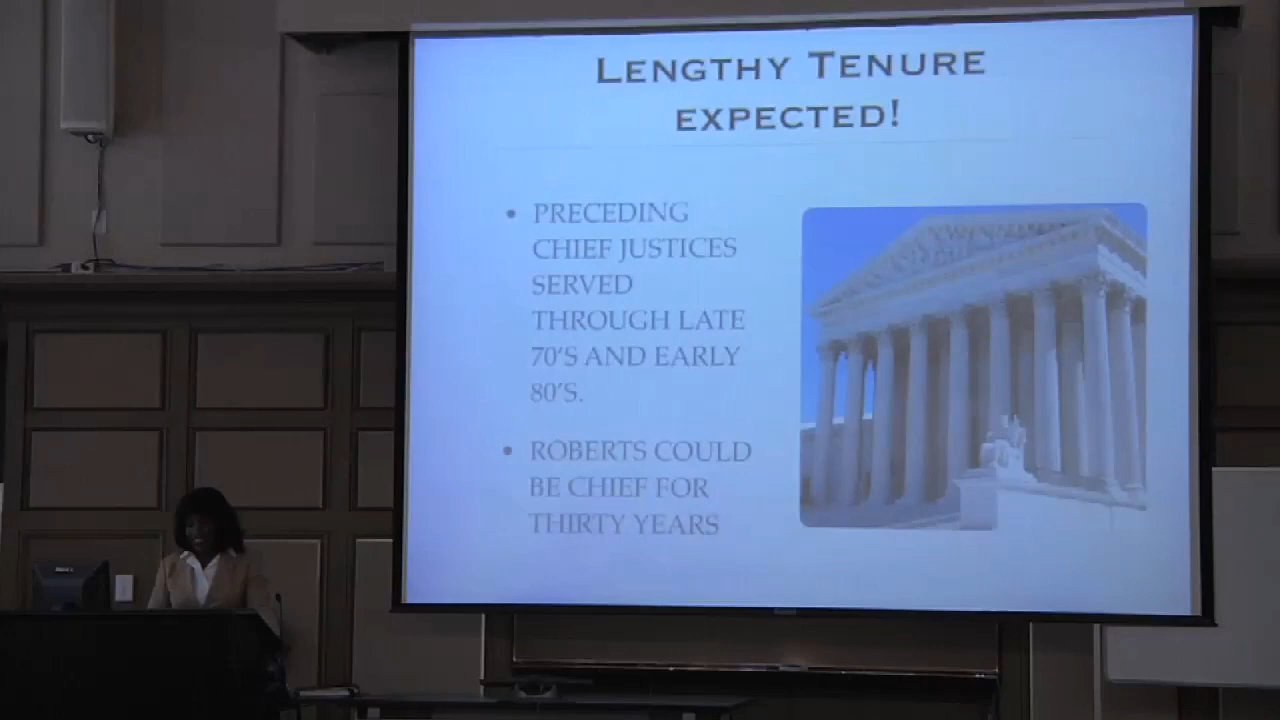 LENGTHY TENURE
EXPECTED!
• PRECEDING
CHIEF JUSTICES
SERVED
THROUGH LATE
70'S AND EARLY
80'S.
• ROBERTS COULD
BE CHIEF FOR
THIRTY YEARS